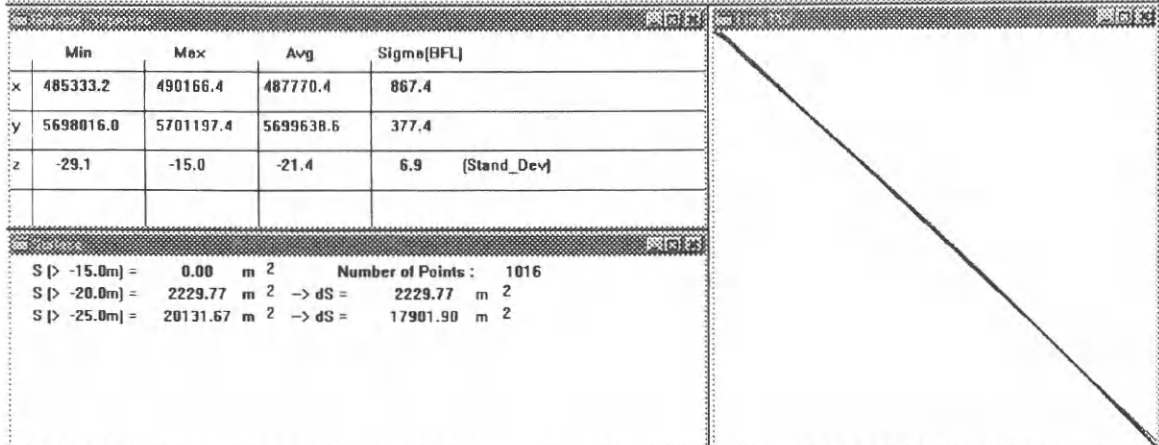 Min Max Avg Sigma(BFL)
x 485333.2 490166.4 487770.4 867.4
y 5698016.0 5701197.4 5699638.6 377.4
z -29.1 -15.0 -21.4 6.9 (Stand_Dev)
S (> -15.0m) = 0.00 m 2 Number of Points : 1016
S (> -20.0m) = 2229.77 m 2 -> dS = 2229.77 m 2
S (> -25.0m) = 20131.67 m 2 -> dS = 17901.90 m 2